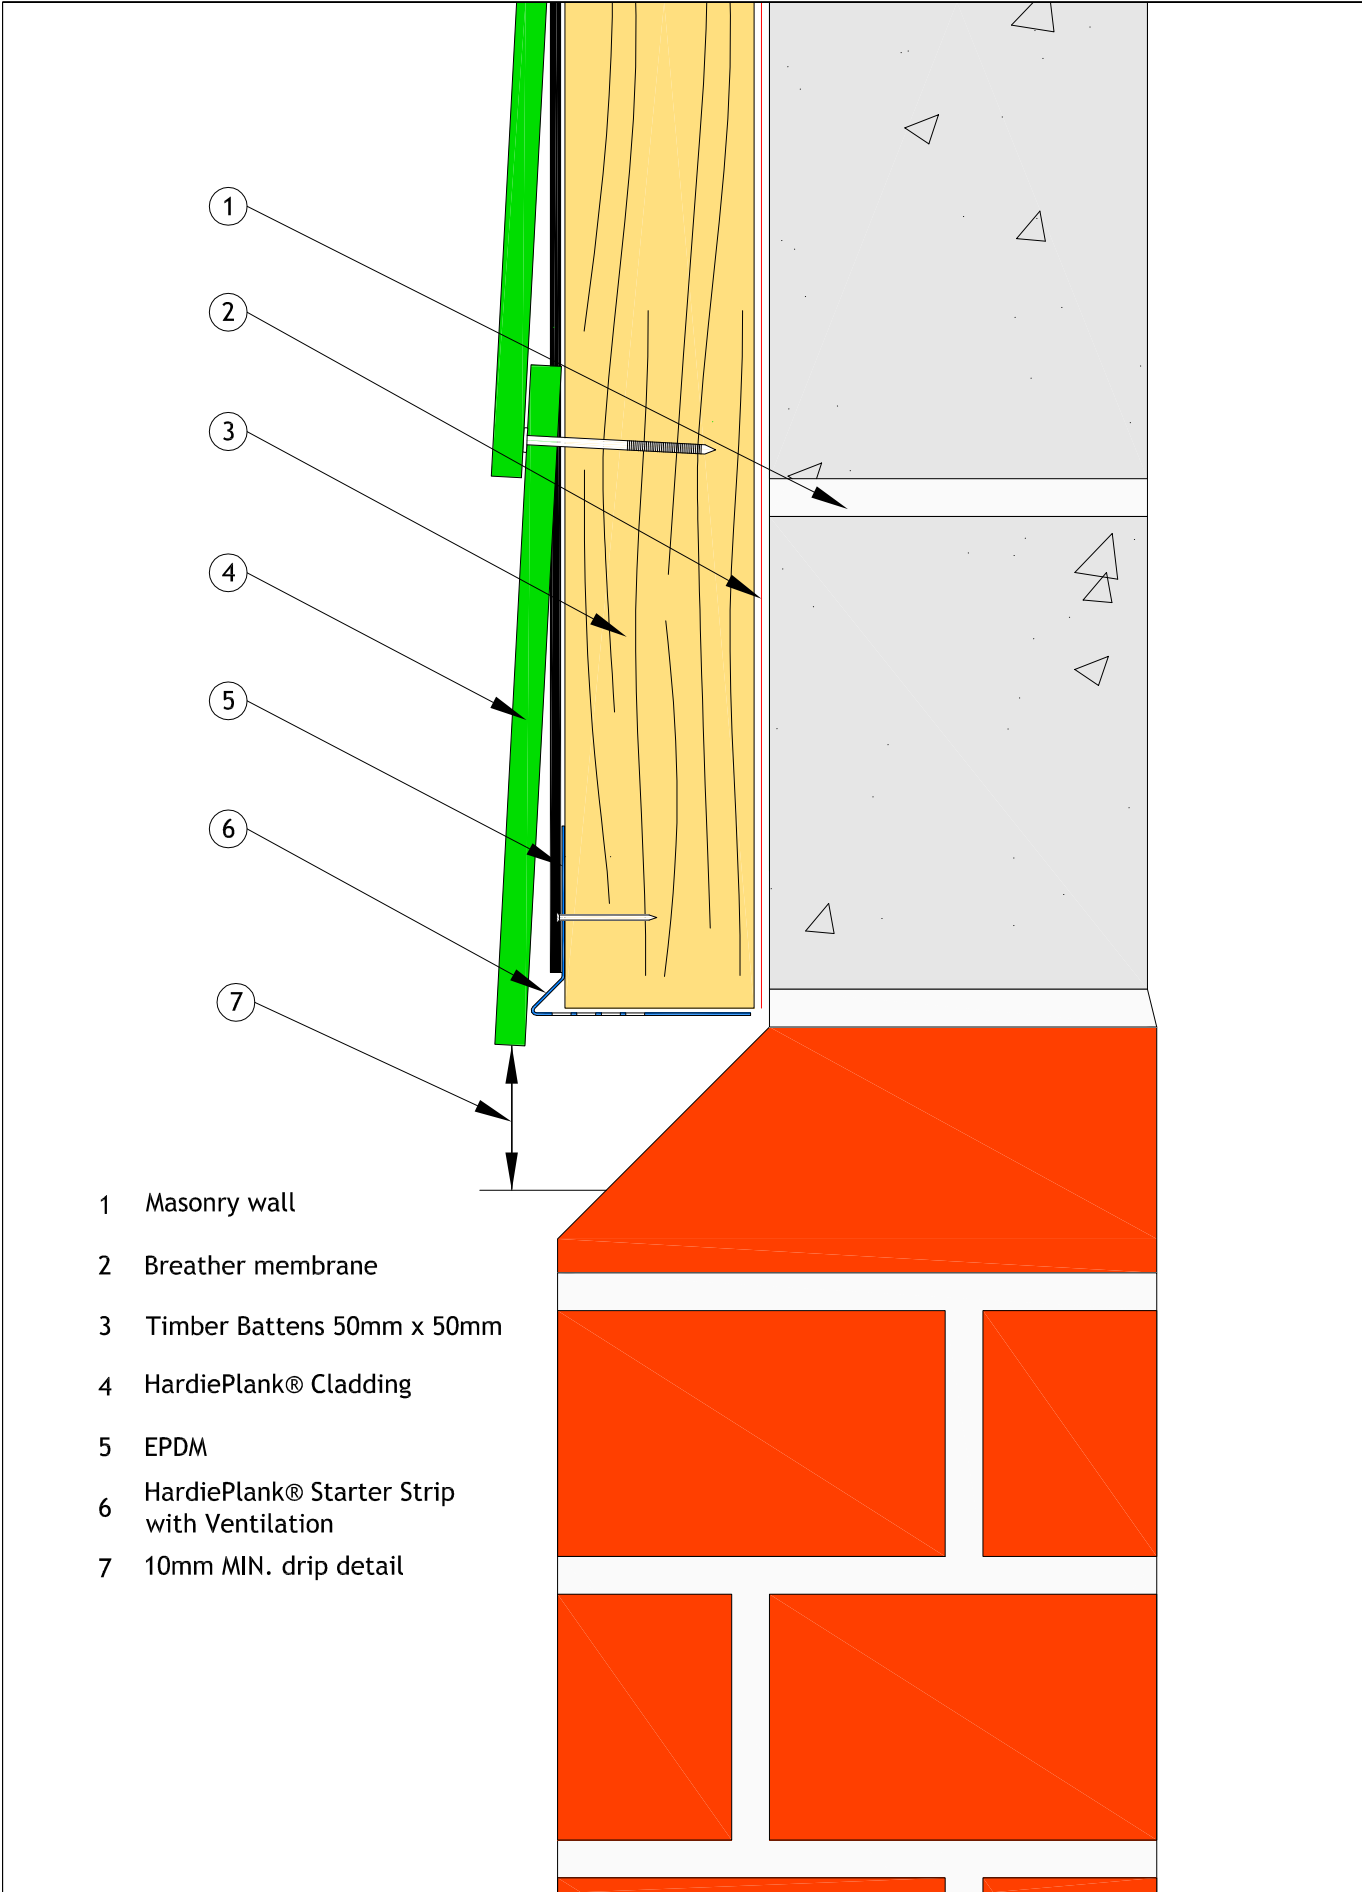 1
2
3
4
5
6
7
1 Masonry wall
2 Breather membrane
3 Timber Battens 50mm x 50mm
4 HardiePlank® Cladding
5 EPDM
6 HardiePlank® Starter Strip
with Ventilation
7 10mm MIN. drip detail